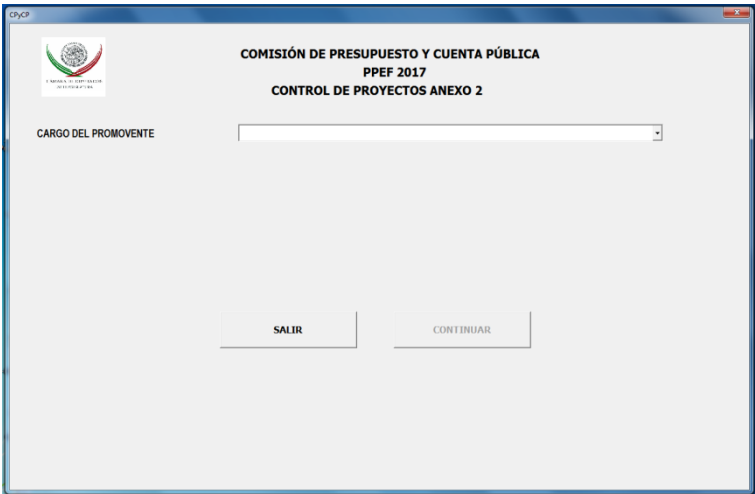 CPyCP
COMISIÓN DE PRESUPUESTO Y CUENTA PÚBLICA
PPEF 2017
CONTROL DE PROYECTOS ANEXO 2
CARGO DEL PROMOVENTE
SALIR
CONTINUAR